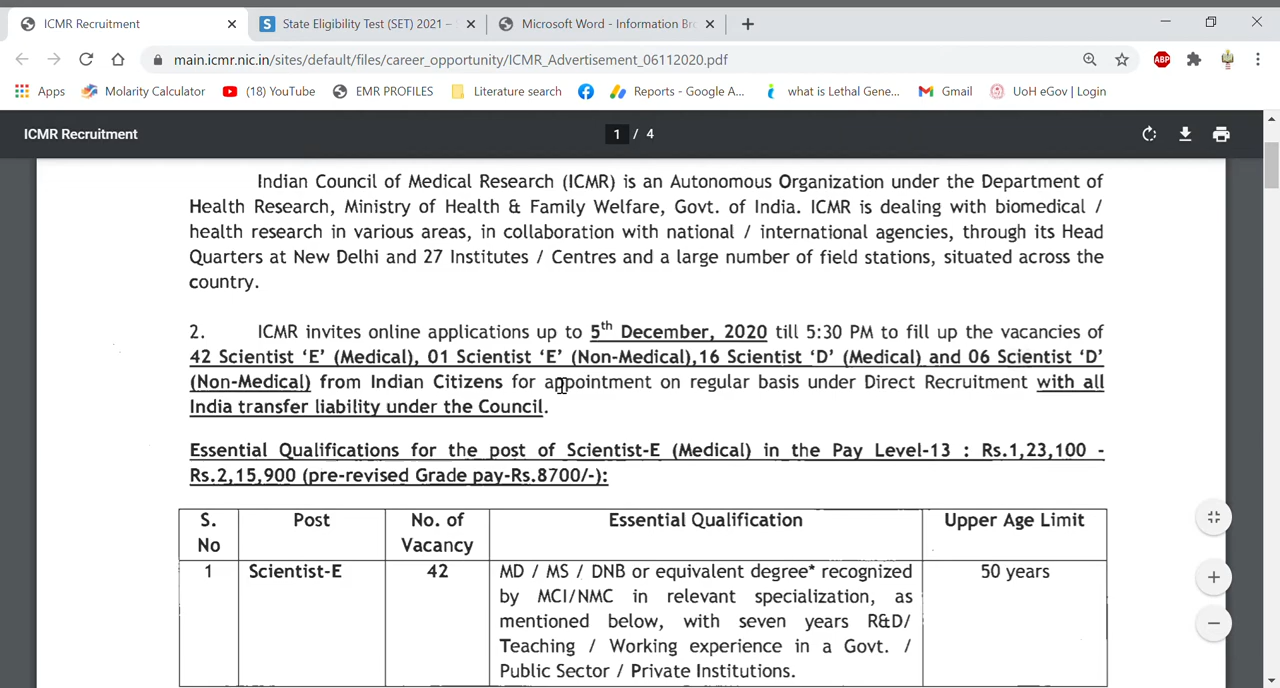 ICMR Recruitment
State Eligibility Test (SET) 2021 –
Microsoft Word - Information Bro
main.icmr.nic.in/sites/default/files/career_opportunity/ICMR_Advertisement_06112020.pdf
ABP
Apps
Molarity Calculator
(18) YouTube
EMR PROFILES
Literature search
Reports - Google A...
what is Lethal Gene...
Gmail
UoH eGov | Login
ICMR Recruitment
1 / 4
Indian Council of Medical Research (ICMR) is an Autonomous Organization under the Department of
Health Research, Ministry of Health & Family Welfare, Govt. of India. ICMR is dealing with biomedical /
health research in various areas, in collaboration with national / international agencies, through its Head
Quarters at New Delhi and 27 Institutes / Centres and a large number of field stations, situated across the
country.
2. ICMR invites online applications up to 5th December, 2020 till 5:30 PM to fill up the vacancies of
42 Scientist ‘E’ (Medical), 01 Scientist ‘E’ (Non-Medical),16 Scientist ‘D’ (Medical) and 06 Scientist ‘D’
(Non-Medical) from Indian Citizens for appointment on regular basis under Direct Recruitment with all
India transfer liability under the Council.
Essential Qualifications for the post of Scientist-E (Medical) in the Pay Level-13 : Rs.1,23,100 -
Rs.2,15,900 (pre-revised Grade pay-Rs.8700/-):
S. No
Post
No. of Vacancy
Essential Qualification
Upper Age Limit
1
Scientist-E
42
MD / MS / DNB or equivalent degree* recognized
by MCI/NMC in relevant specialization, as
mentioned below, with seven years R&D/
Teaching / Working experience in a Govt. /
Public Sector / Private Institutions.
50 years